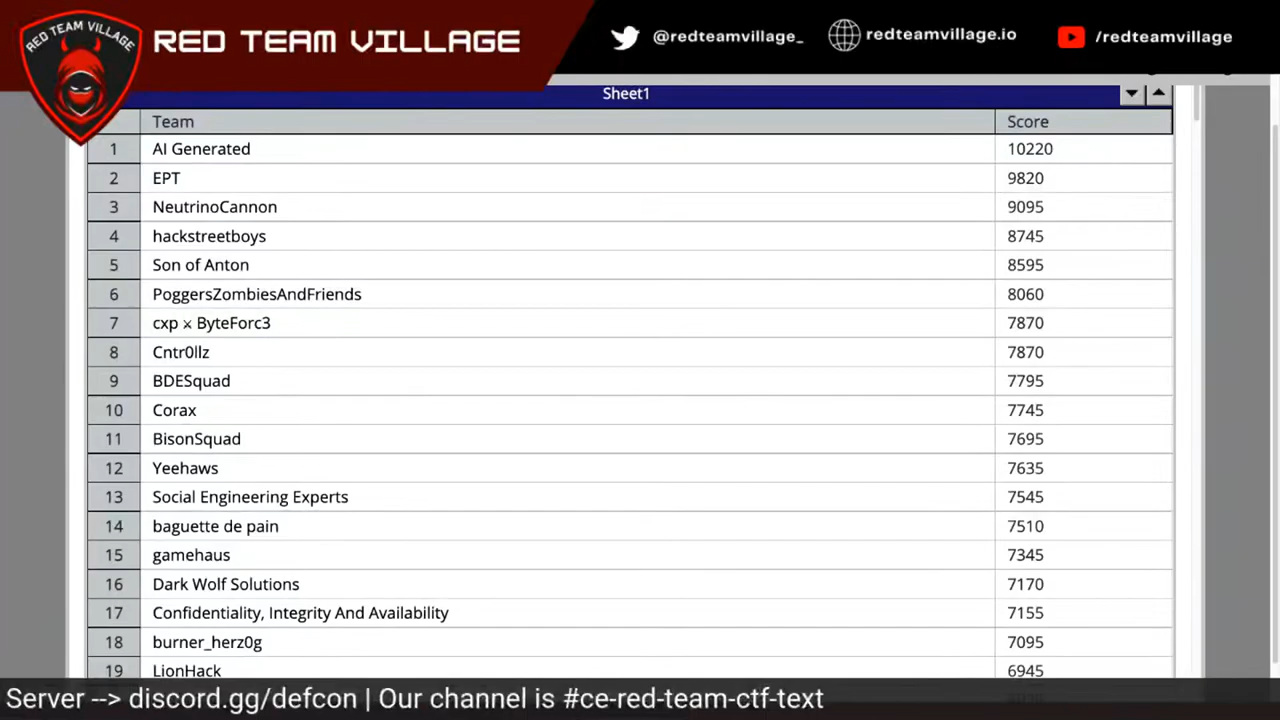 RED TEAM VILLAGE
RED TEAM VILLAGE
@redteamvillage_
redteamvillage.io
/redteamvillage
Sheet1
Team Score
1 AI Generated 10220
2 EPT 9820
3 NeutrinoCannon 9095
4 hackstreetboys 8745
5 Son of Anton 8595
6 PoggersZombiesAndFriends 8060
7 cxp × ByteForc3 7870
8 Cntr0llz 7870
9 BDESquad 7795
10 Corax 7745
11 BisonSquad 7695
12 Yeehaws 7635
13 Social Engineering Experts 7545
14 baguette de pain 7510
15 gamehaus 7345
16 Dark Wolf Solutions 7170
17 Confidentiality, Integrity And Availability 7155
18 burner_herz0g 7095
19 LionHack 6945
Server --> discord.gg/defcon | Our channel is #ce-red-team-ctf-text